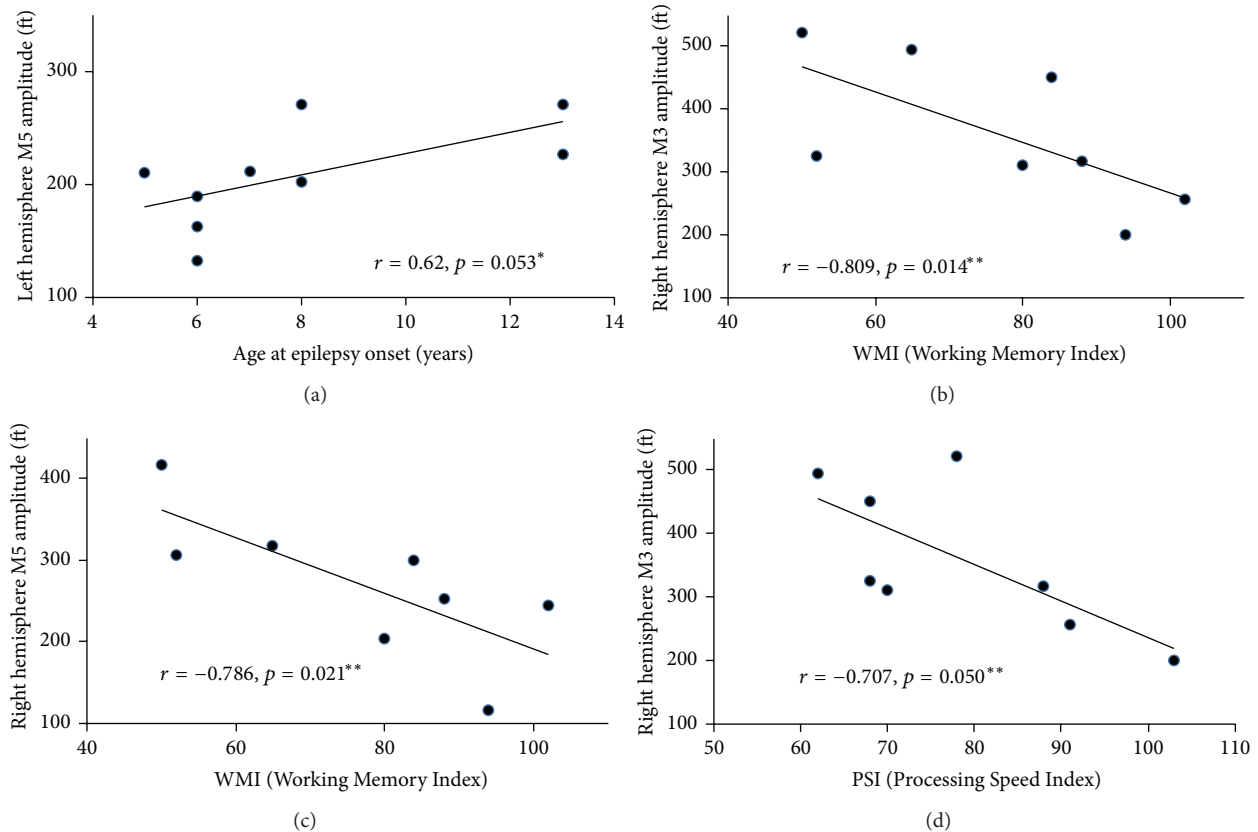 Left hemisphere M5 amplitude (ft)
300
200
100
4 6 8 10 12 14
r = 0.62, p = 0.053*
Age at epilepsy onset (years)
(a)
Right hemisphere M3 amplitude (ft)
500
400
300
200
100
40 60 80 100
r = −0.809, p = 0.014**
WMI (Working Memory Index)
(b)
Right hemisphere M5 amplitude (ft)
400
300
200
100
40 60 80 100
r = −0.786, p = 0.021**
WMI (Working Memory Index)
(c)
Right hemisphere M3 amplitude (ft)
500
400
300
200
100
50 60 70 80 90 100 110
r = −0.707, p = 0.050**
PSI (Processing Speed Index)
(d)